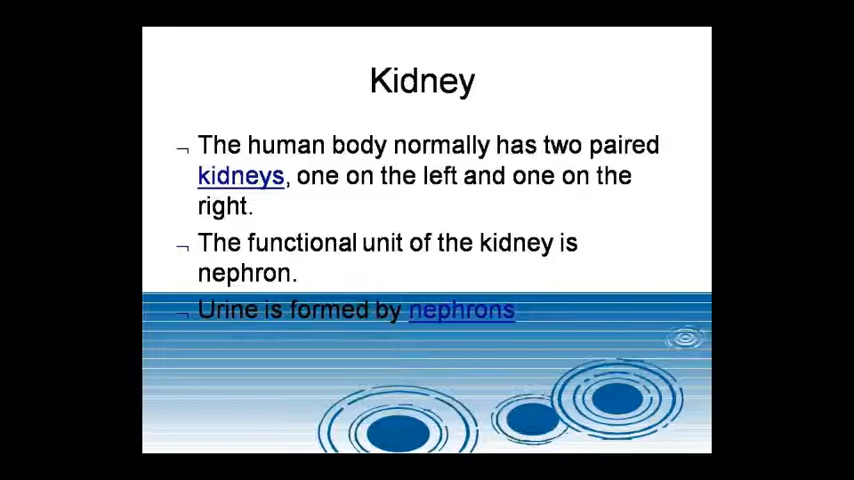 Kidney
¬ The human body normally has two paired
kidneys, one on the left and one on the
right.
¬ The functional unit of the kidney is
nephron.
¬ Urine is formed by nephrons